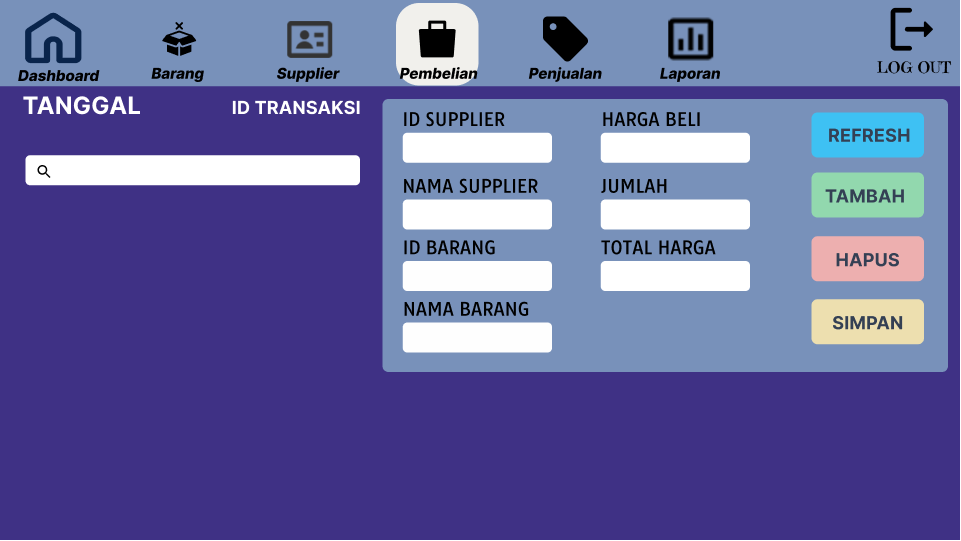 Dashboard
Barang
Supplier
Pembelian
Penjualan
Laporan
LOG OUT
TANGGAL
ID TRANSAKSI
ID SUPPLIER
HARGA BELI
REFRESH
NAMA SUPPLIER
JUMLAH
TAMBAH
ID BARANG
TOTAL HARGA
HAPUS
NAMA BARANG
SIMPAN